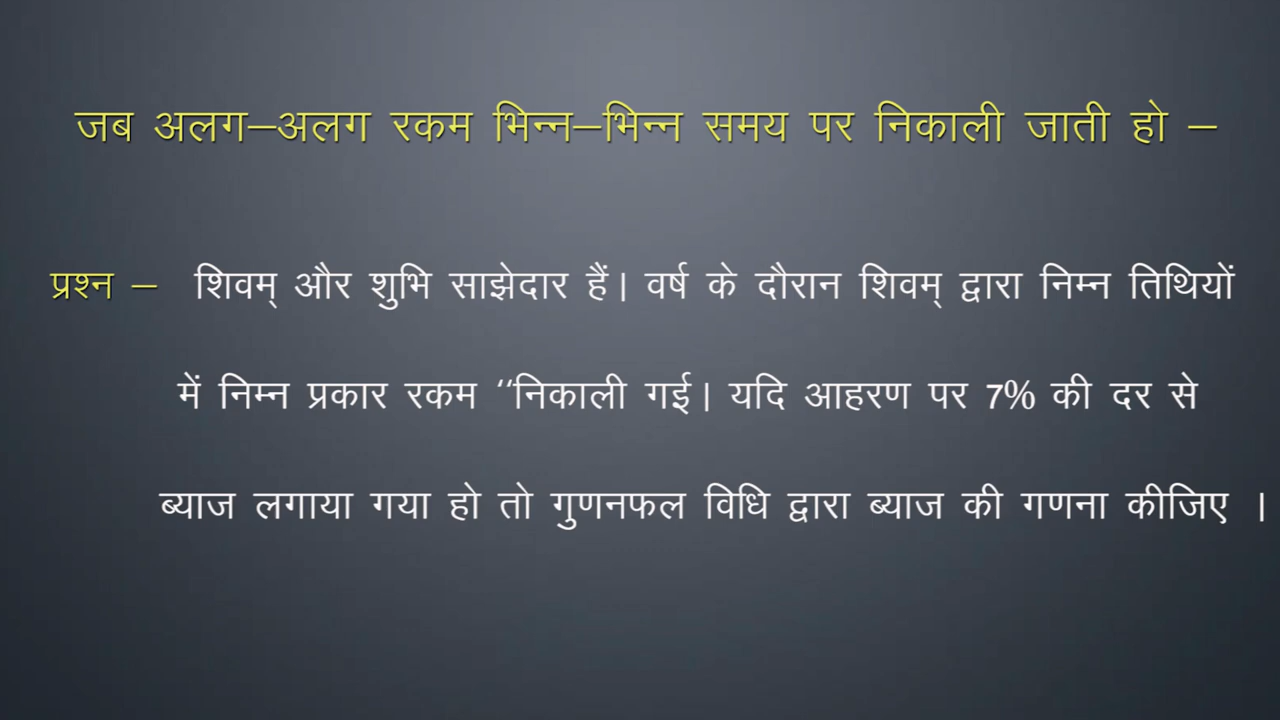 जब अलग–अलग रकम भिन्न–भिन्न समय पर निकाली जाती हो –
प्रश्न – शिवम् और शुभि साझेदार हैं। वर्ष के दौरान शिवम् द्वारा निम्न तिथियों
में निम्न प्रकार रकम “निकाली गई। यदि आहरण पर 7% की दर से
ब्याज लगाया गया हो तो गुणनफल विधि द्वारा ब्याज की गणना कीजिए ।